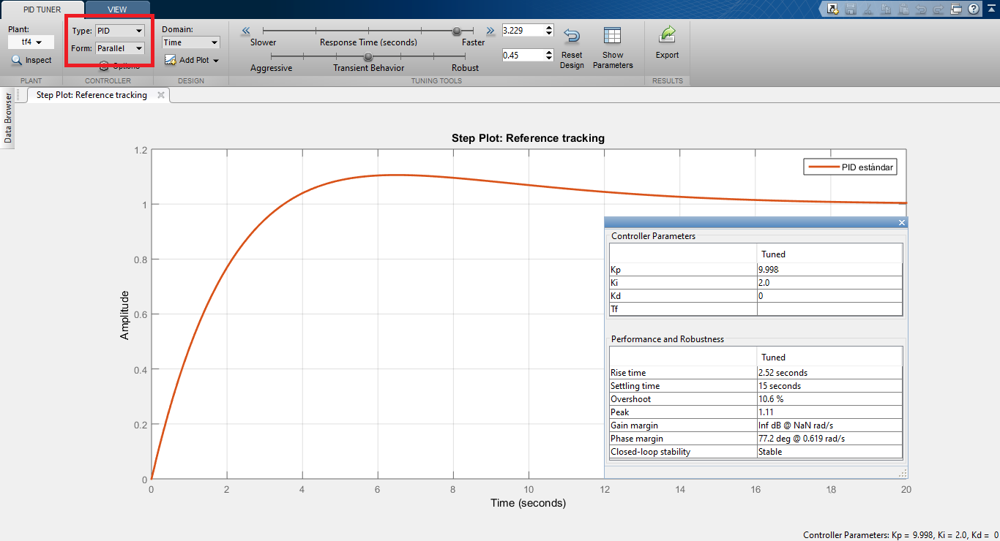 PID TUNER
VIEW
Plant:
tf4
Inspect
PLANT
Type: PID
Form: Parallel
Options
CONTROLLER
Domain:
Time
Add Plot
DESIGN
Slower
Response Time (seconds)
Faster
3.229
Aggressive
Transient Behavior
Robust
0.45
TUNING TOOLS
Reset
Design
Show
Parameters
Export
RESULTS
Data Browser
Step Plot: Reference tracking
Step Plot: Reference tracking
PID estándar
1.2
1
0.8
0.6
0.4
0.2
0
Amplitude
0 2 4 6 8 10 12 14 16 18 20
Time (seconds)
Controller Parameters
Tuned
Kp 9.998
Ki 2.0
Kd 0
Tf
Performance and Robustness
Tuned
Rise time 2.52 seconds
Settling time 15 seconds
Overshoot 10.6 %
Peak 1.11
Gain margin Inf dB @ NaN rad/s
Phase margin 77.2 deg @ 0.619 rad/s
Closed-loop stability Stable
Controller Parameters: Kp = 9.998, Ki = 2.0, Kd = 0